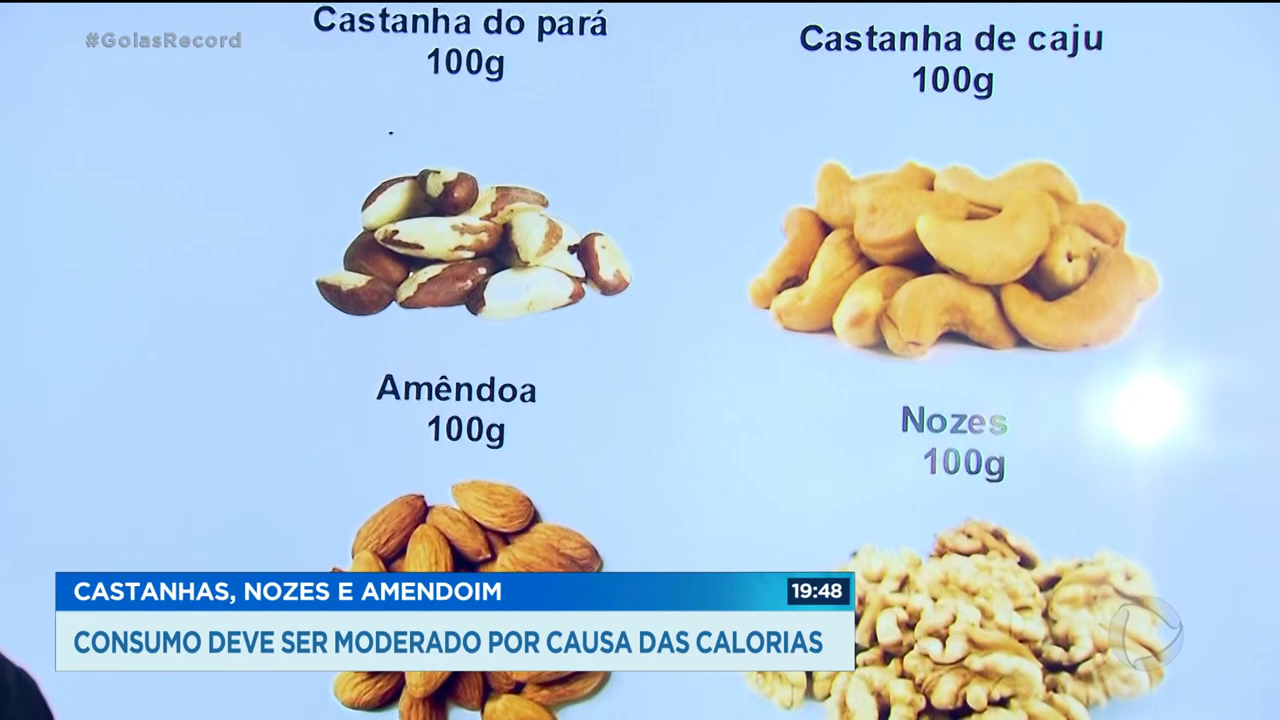 #GoiasRecord
Castanha do pará
100g
Castanha de caju
100g
Amêndoa
100g
Nozes
100g
CASTANHAS, NOZES E AMENDOIM
19:48
CONSUMO DEVE SER MODERADO POR CAUSA DAS CALORIAS